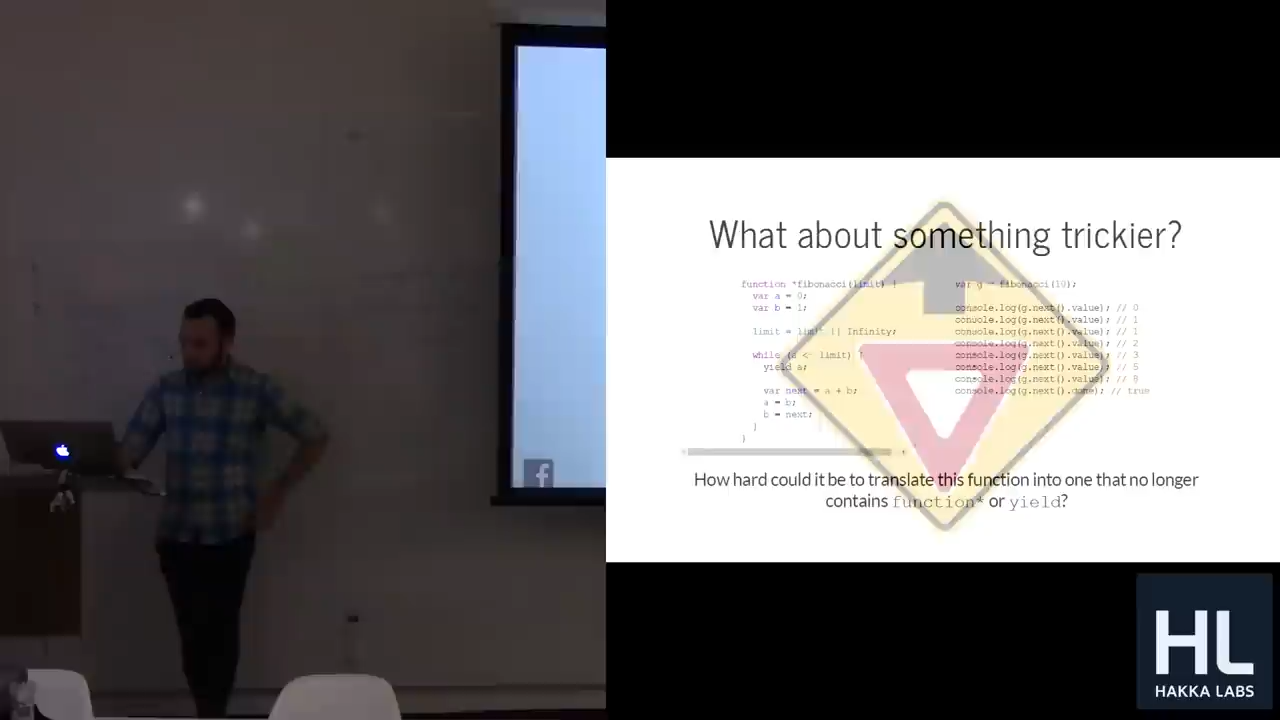 What about something trickier?
function *fibonacci(limit) {
var a = 0;
var b = 1;
limit = limit || Infinity;
while (a <= limit) {
yield a;
var next = a + b;
a = b;
b = next;
}
}
var g = fibonacci(10);
console.log(g.next().value); // 0
console.log(g.next().value); // 1
console.log(g.next().value); // 1
console.log(g.next().value); // 2
console.log(g.next().value); // 3
console.log(g.next().value); // 5
console.log(g.next().value); // 8
console.log(g.next().done); // true
How hard could it be to translate this function into one that no longer
contains function* or yield?
f
HL
HAKKA LABS